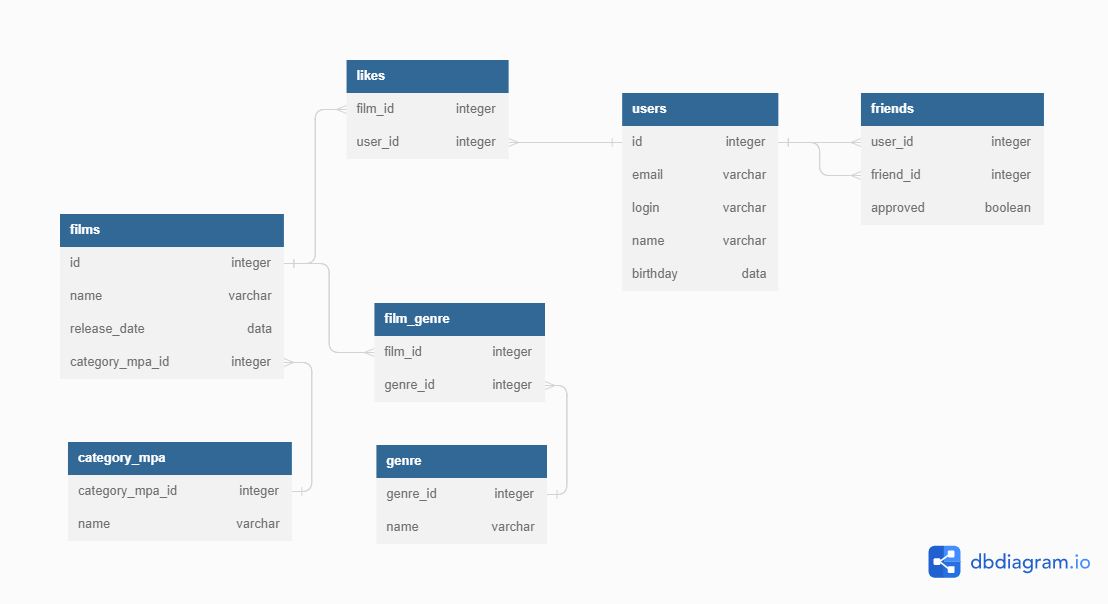 likes
film_id integer
user_id integer
users
id integer
email varchar
login varchar
name varchar
birthday data
friends
user_id integer
friend_id integer
approved boolean
films
id integer
name varchar
release_date data
category_mpa_id integer
film_genre
film_id integer
genre_id integer
category_mpa
category_mpa_id integer
name varchar
genre
genre_id integer
name varchar
dbdiagram.io